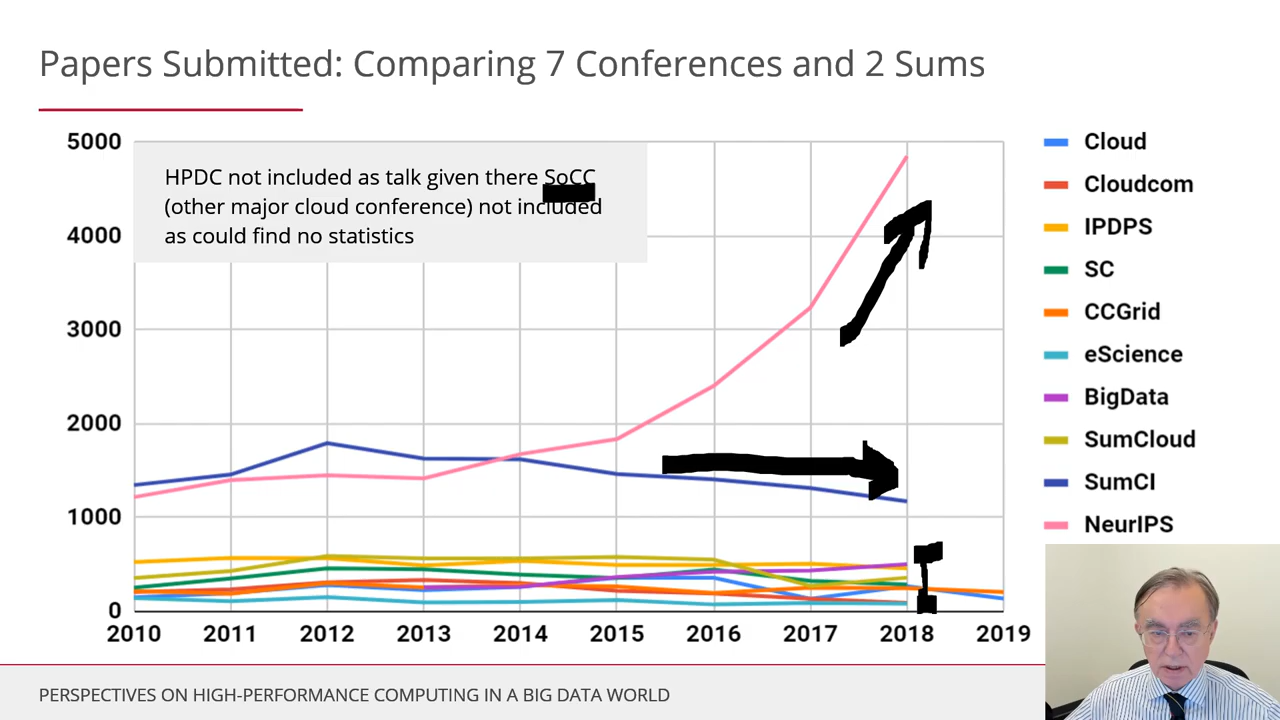 Papers Submitted: Comparing 7 Conferences and 2 Sums
5000
4000
3000
2000
1000
0
HPDC not included as talk given there SoCC
(other major cloud conference) not included
as could find no statistics
2010 2011 2012 2013 2014 2015 2016 2017 2018 2019
Cloud
Cloudcom
IPDPS
SC
CCGrid
eScience
BigData
SumCloud
SumCI
NeurIPS
PERSPECTIVES ON HIGH-PERFORMANCE COMPUTING IN A BIG DATA WORLD